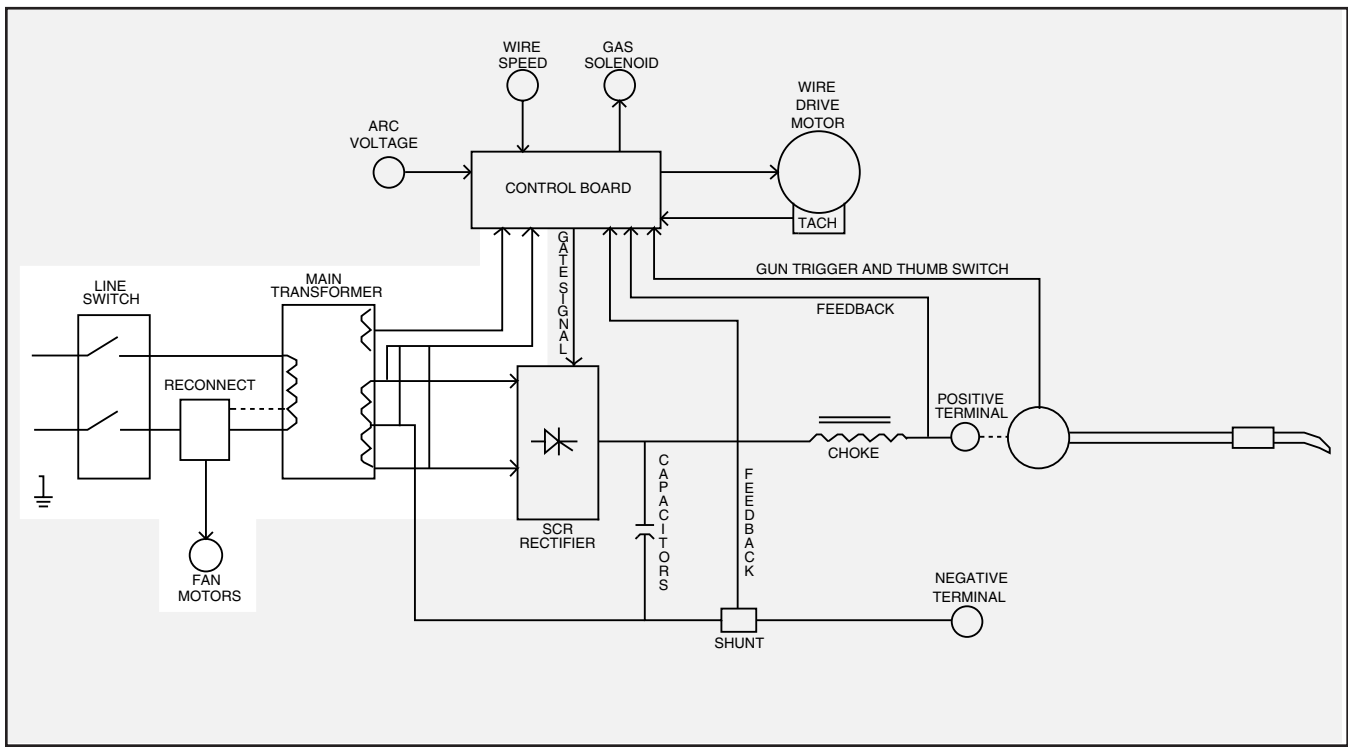 WIRE
SPEED
GAS
SOLENOID
WIRE
DRIVE
MOTOR
ARC
VOLTAGE
CONTROL BOARD
TACH
GATE SIGNAL
GUN TRIGGER AND THUMB SWITCH
FEEDBACK
LINE
SWITCH
MAIN
TRANSFORMER
RECONNECT
POSITIVE
TERMINAL
CHOKE
CAPACITORS
FEEDBACK
SCR
RECTIFIER
FAN
MOTORS
NEGATIVE
TERMINAL
SHUNT